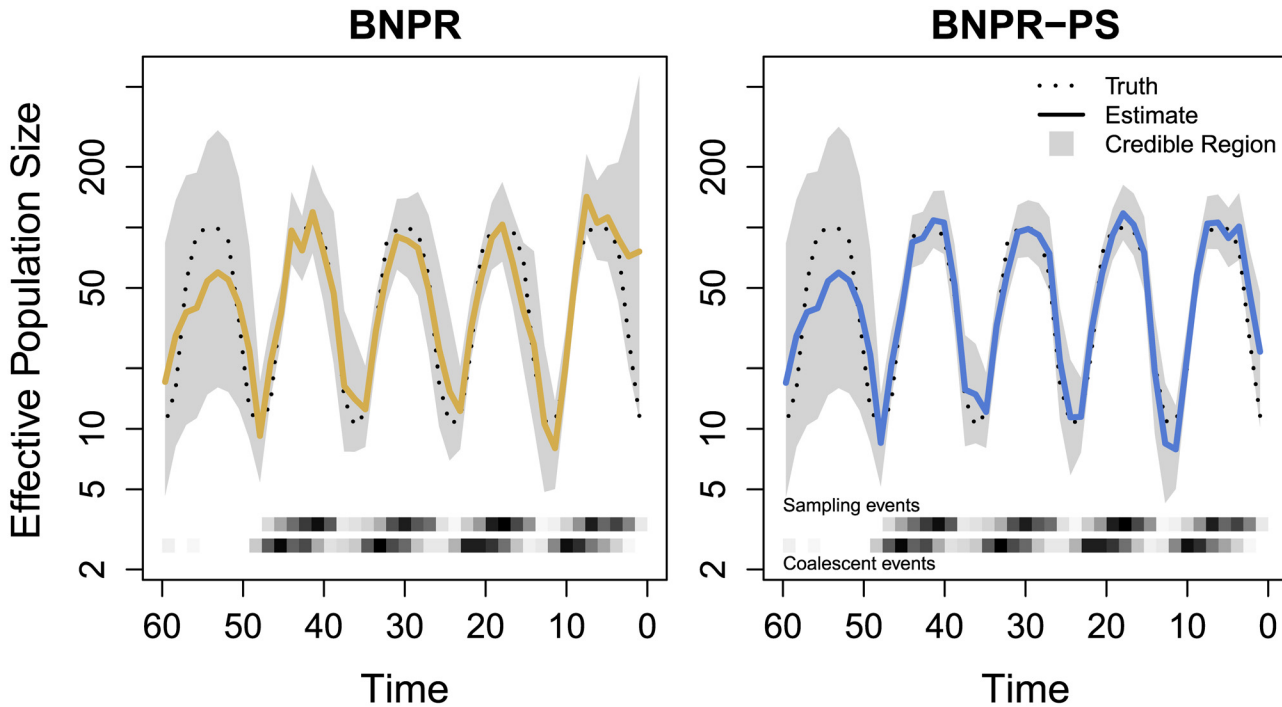 BNPR
BNPR−PS
Effective Population Size
200
50
10
5
2
60 50 40 30 20 10 0
Time
200
50
10
5
2
Truth
Estimate
Credible Region
Sampling events
Coalescent events
60 50 40 30 20 10 0
Time